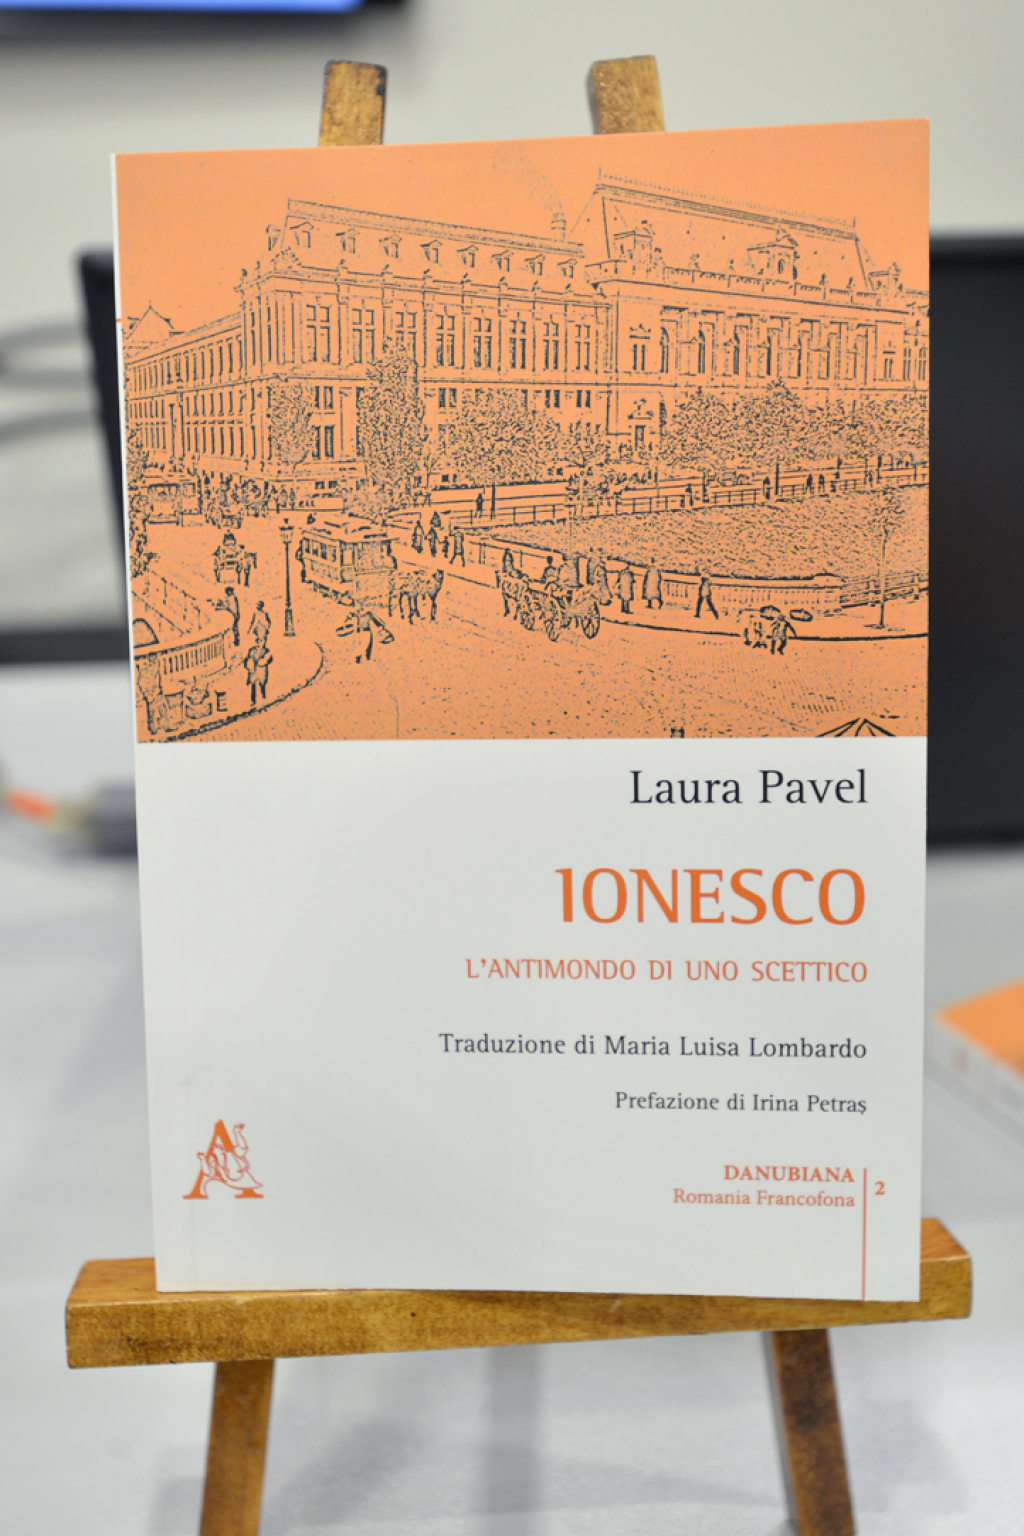 Laura Pavel
IONESCO
L'ANTIMONDO DI UNO SCETTICO
Traduzione di Maria Luisa Lombardo
Prefazione di Irina Petraș
DANUBIANA
Romania Francofona
2